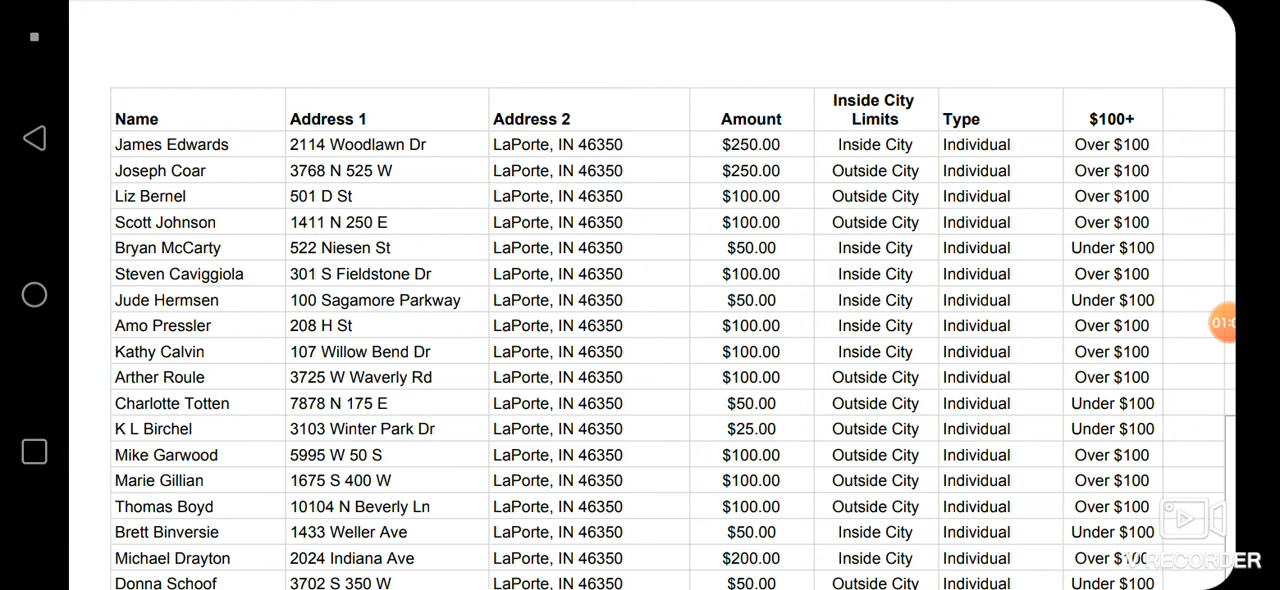 Name Address 1 Address 2 Amount Inside City Limits Type $100+
James Edwards 2114 Woodlawn Dr LaPorte, IN 46350 $250.00 Inside City Individual Over $100
Joseph Coar 3768 N 525 W LaPorte, IN 46350 $250.00 Outside City Individual Over $100
Liz Bernel 501 D St LaPorte, IN 46350 $100.00 Outside City Individual Over $100
Scott Johnson 1411 N 250 E LaPorte, IN 46350 $100.00 Outside City Individual Over $100
Bryan McCarty 522 Niesen St LaPorte, IN 46350 $50.00 Inside City Individual Under $100
Steven Caviggiola 301 S Fieldstone Dr LaPorte, IN 46350 $100.00 Inside City Individual Over $100
Jude Hermsen 100 Sagamore Parkway LaPorte, IN 46350 $50.00 Inside City Individual Under $100
Amo Pressler 208 H St LaPorte, IN 46350 $100.00 Inside City Individual Over $100
Kathy Calvin 107 Willow Bend Dr LaPorte, IN 46350 $100.00 Inside City Individual Over $100
Arther Roule 3725 W Waverly Rd LaPorte, IN 46350 $100.00 Outside City Individual Over $100
Charlotte Totten 7878 N 175 E LaPorte, IN 46350 $50.00 Outside City Individual Under $100
K L Birchel 3103 Winter Park Dr LaPorte, IN 46350 $25.00 Outside City Individual Under $100
Mike Garwood 5995 W 50 S LaPorte, IN 46350 $100.00 Outside City Individual Over $100
Marie Gillian 1675 S 400 W LaPorte, IN 46350 $100.00 Outside City Individual Over $100
Thomas Boyd 10104 N Beverly Ln LaPorte, IN 46350 $100.00 Outside City Individual Over $100
Brett Binversie 1433 Weller Ave LaPorte, IN 46350 $50.00 Inside City Individual Under $100
Michael Drayton 2024 Indiana Ave LaPorte, IN 46350 $200.00 Inside City Individual Over $100
Donna Schoof 3702 S 350 W LaPorte, IN 46350 $50.00 Outside City Individual Under $100
V RECORDER